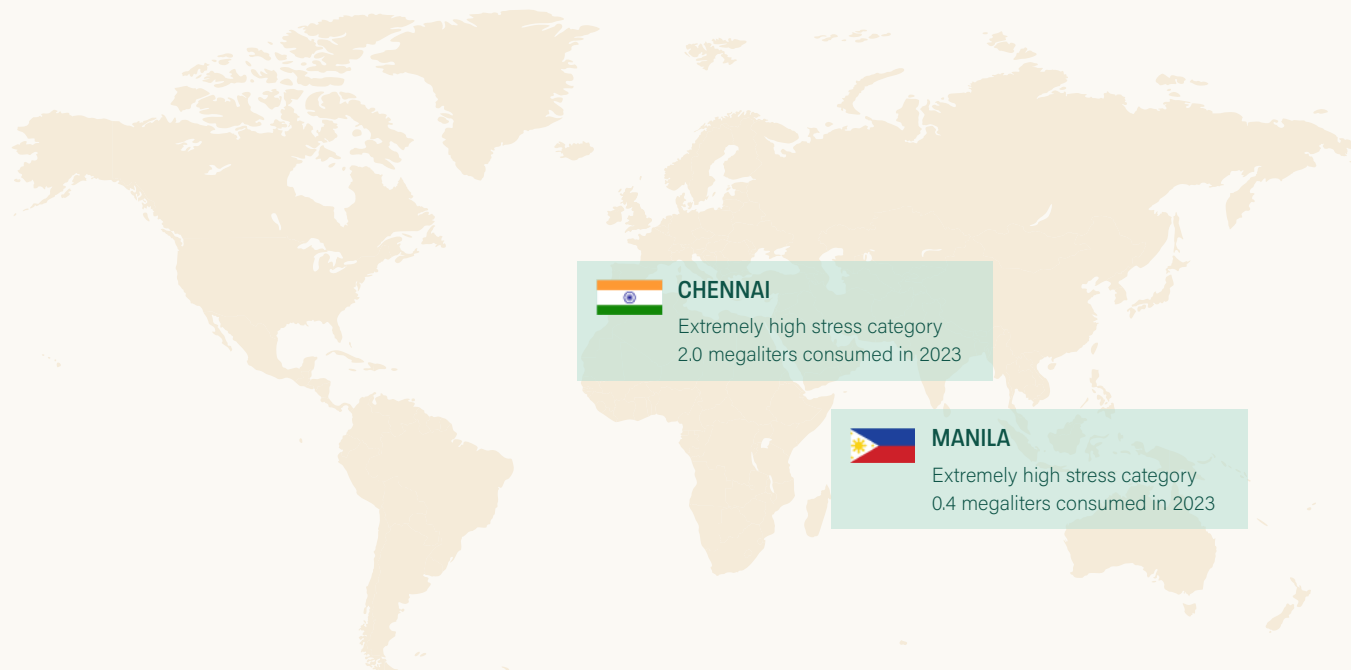 CHENNAI
Extremely high stress category
2.0 megaliters consumed in 2023
MANILA
Extremely high stress category
0.4 megaliters consumed in 2023